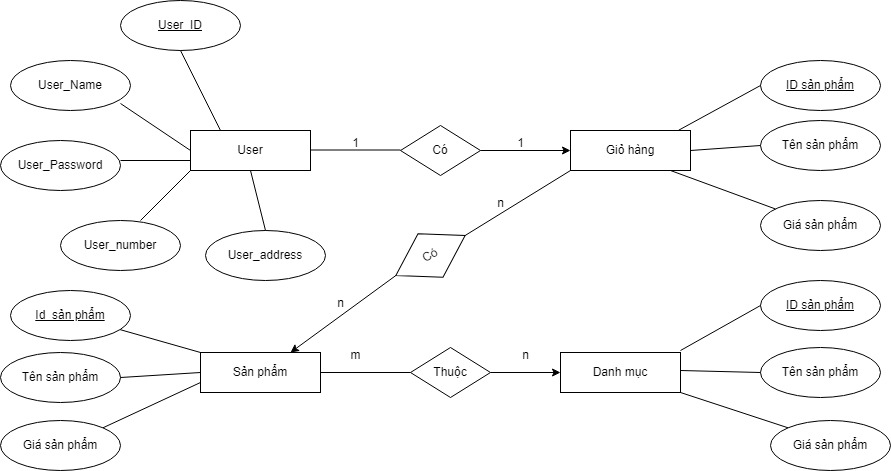 User_ID
User_Name
User_Password
User_number
User_address
User
1
Có
1
Giỏ hàng
ID sản phẩm
Tên sản phẩm
Giá sản phẩm
n
Có
n
Id_sản phẩm
Tên sản phẩm
Giá sản phẩm
Sản phẩm
m
Thuộc
n
Danh mục
ID sản phẩm
Tên sản phẩm
Giá sản phẩm